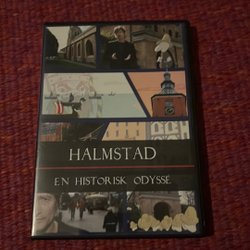 HALMSTAD
EN HISTORISK ODYSSÉ